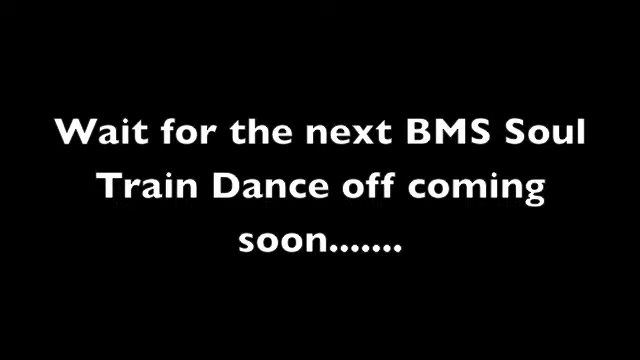 Wait for the next BMS Soul
Train Dance off coming
soon.......